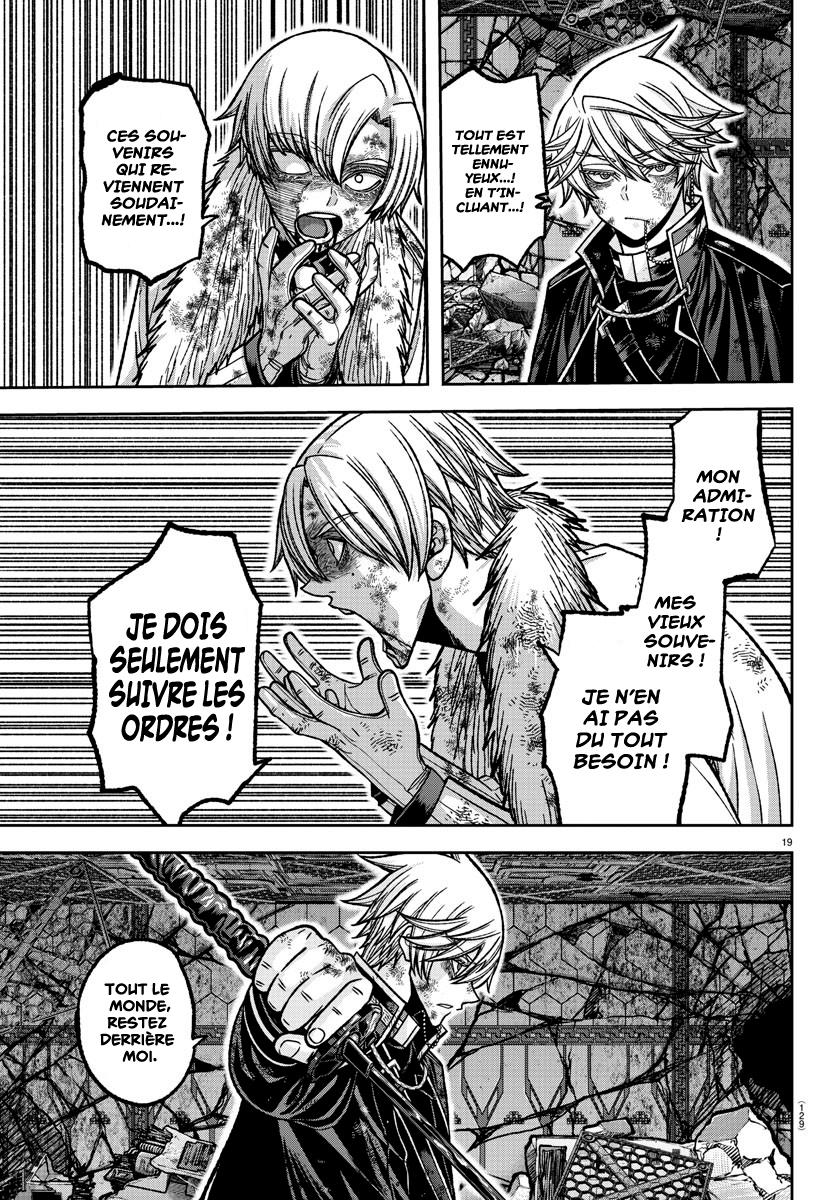 TOUT EST
TELLEMENT
ENNU-
YEUX...!
EN T'IN-
CLUANT...!
CES SOU-
VENIRS
QUI RE-
VIENNENT
SOUDAI-
NEMENT...!
MON
ADMI-
RATION
!
MES
VIEUX
SOUVE-
NIRS !
JE N'EN
AI PAS
DU TOUT
BESOIN !
JE DOIS
SEULEMENT
SUIVRE LES
ORDRES !
19
TOUT LE
MONDE,
RESTEZ
DERRIÈRE
MOI.
(129)